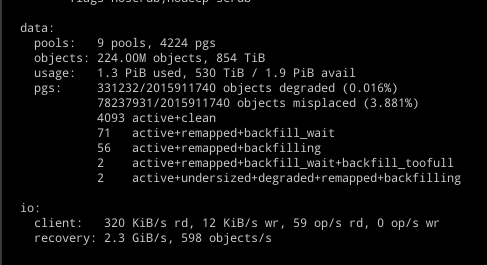 flags noscrub,nodeep-scrub
data:
pools: 9 pools, 4224 pgs
objects: 224.00M objects, 854 TiB
usage: 1.3 PiB used, 530 TiB / 1.9 PiB avail
pgs: 331232/2015911740 objects degraded (0.016%)
78237931/2015911740 objects misplaced (3.881%)
4093 active+clean
71 active+remapped+backfill_wait
56 active+remapped+backfilling
2 active+remapped+backfill_wait+backfill_toofull
2 active+undersized+degraded+remapped+backfilling
io:
client: 320 KiB/s rd, 12 KiB/s wr, 59 op/s rd, 0 op/s wr
recovery: 2.3 GiB/s, 598 objects/s